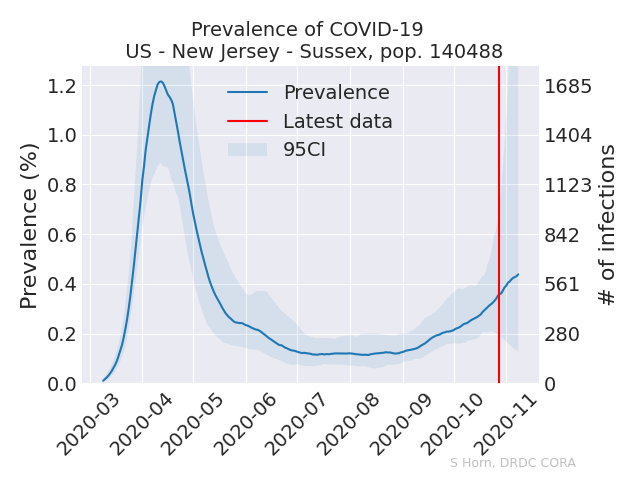 Prevalence of COVID-19
US - New Jersey - Sussex, pop. 140488
Prevalence
Latest data
95CI
Prevalence (%)
1.2
1.0
0.8
0.6
0.4
0.2
0.0
# of infections
1685
1404
1123
842
561
280
0
2020-03
2020-04
2020-05
2020-06
2020-07
2020-08
2020-09
2020-10
2020-11
S Horn, DRDC CORA